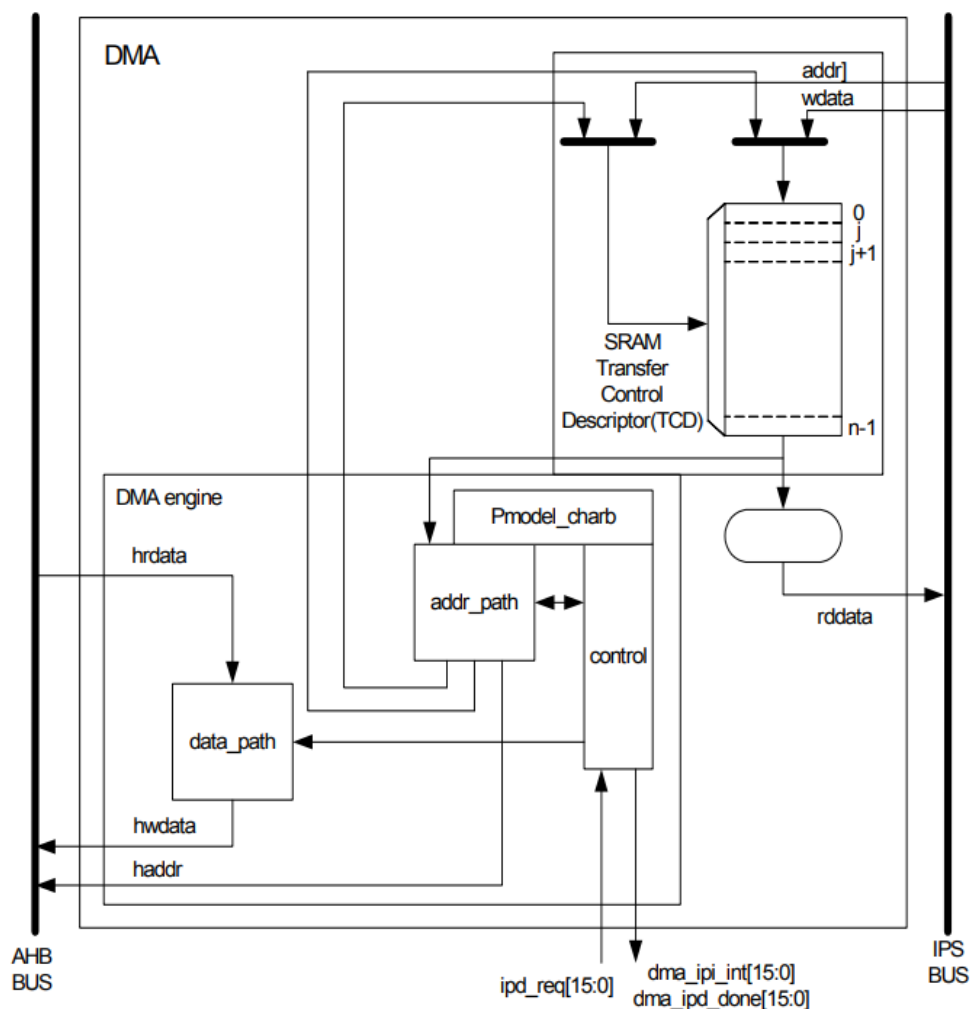 DMA
addr]
wdata
0
j
j+1
SRAM
Transfer
Control
Descriptor(TCD)
n-1
DMA engine
Pmodel_charb
hrdata
addr_path
rddata
control
data_path
hwdata
haddr
AHB
BUS
IPS
BUS
ipd_req[15:0]
dma_ipi_int[15:0]
dma_ipd_done[15:0]